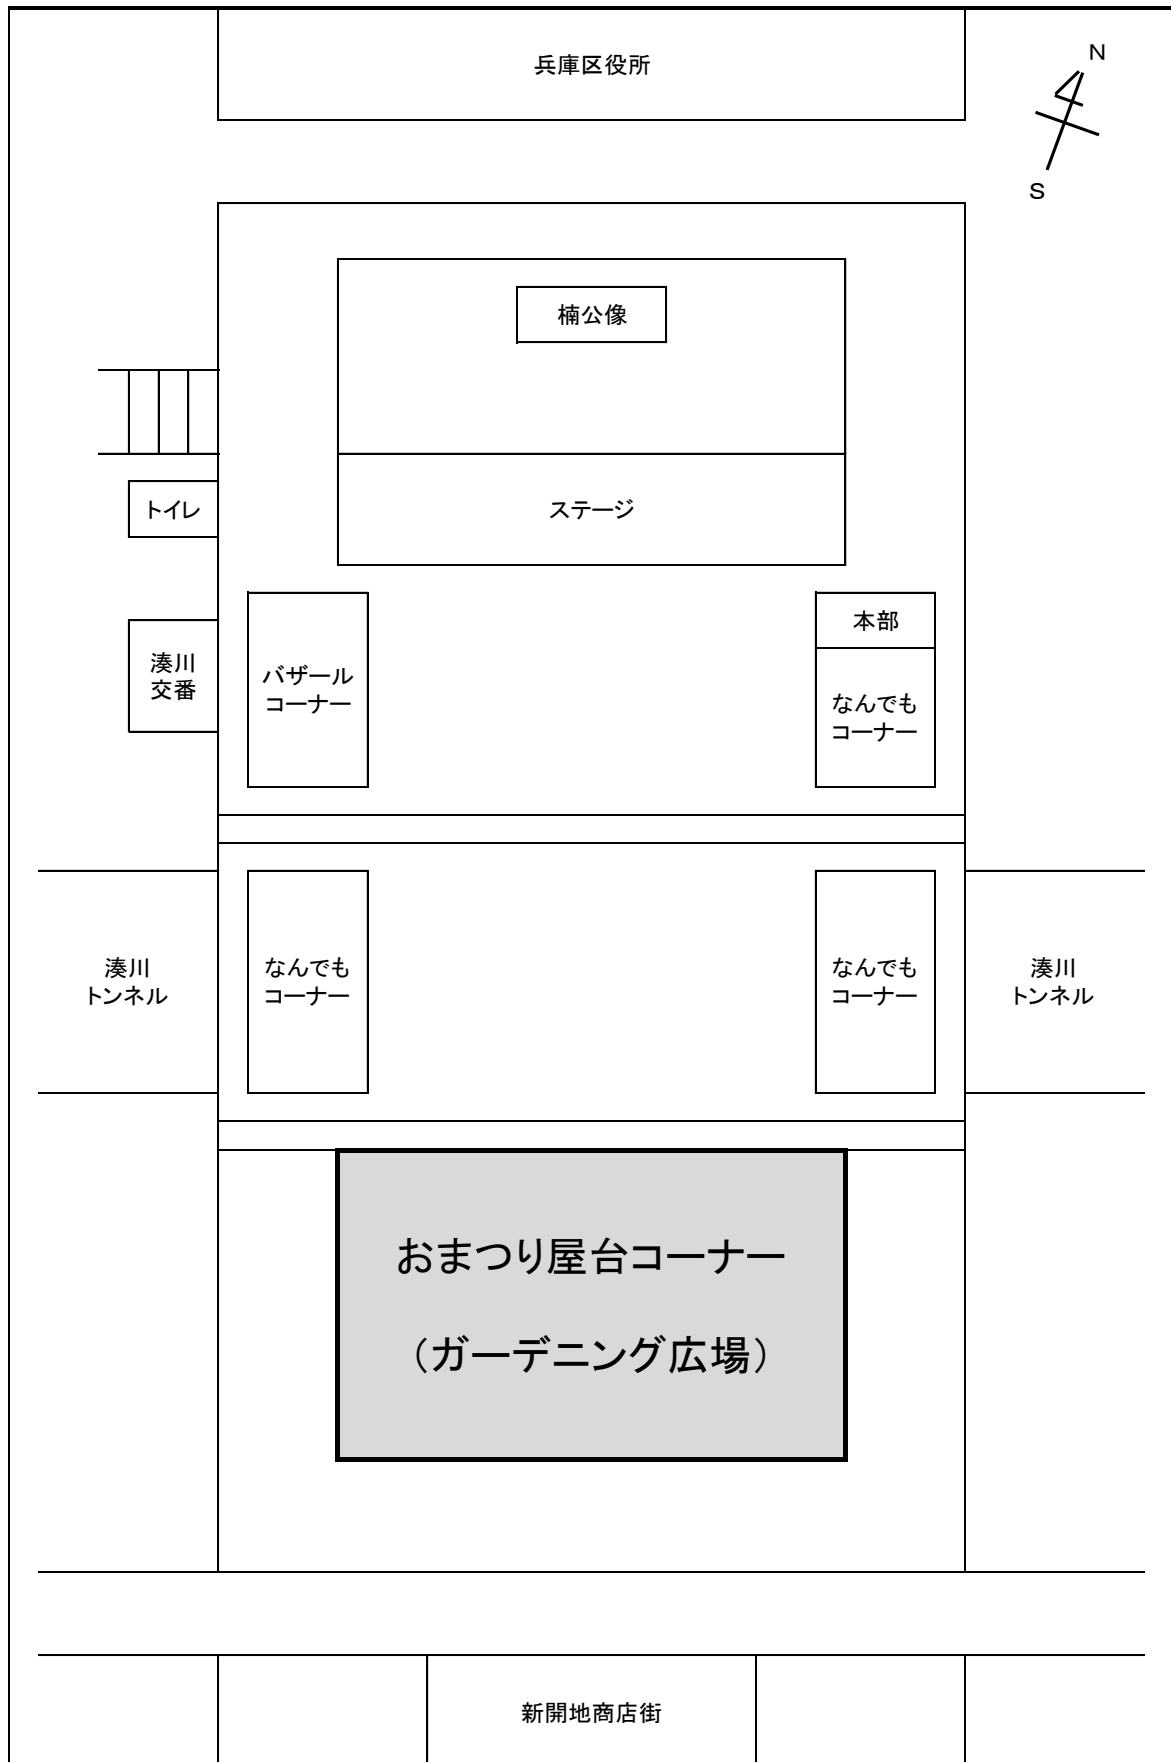 兵庫区役所
N
S
楠公像
ステージ
トイレ
湊川
交番
バザール
コーナー
本部
なんでも
コーナー
湊川
トンネル
なんでも
コーナー
なんでも
コーナー
湊川
トンネル
おまつり屋台コーナー
（ガーデニング広場）
新開地商店街